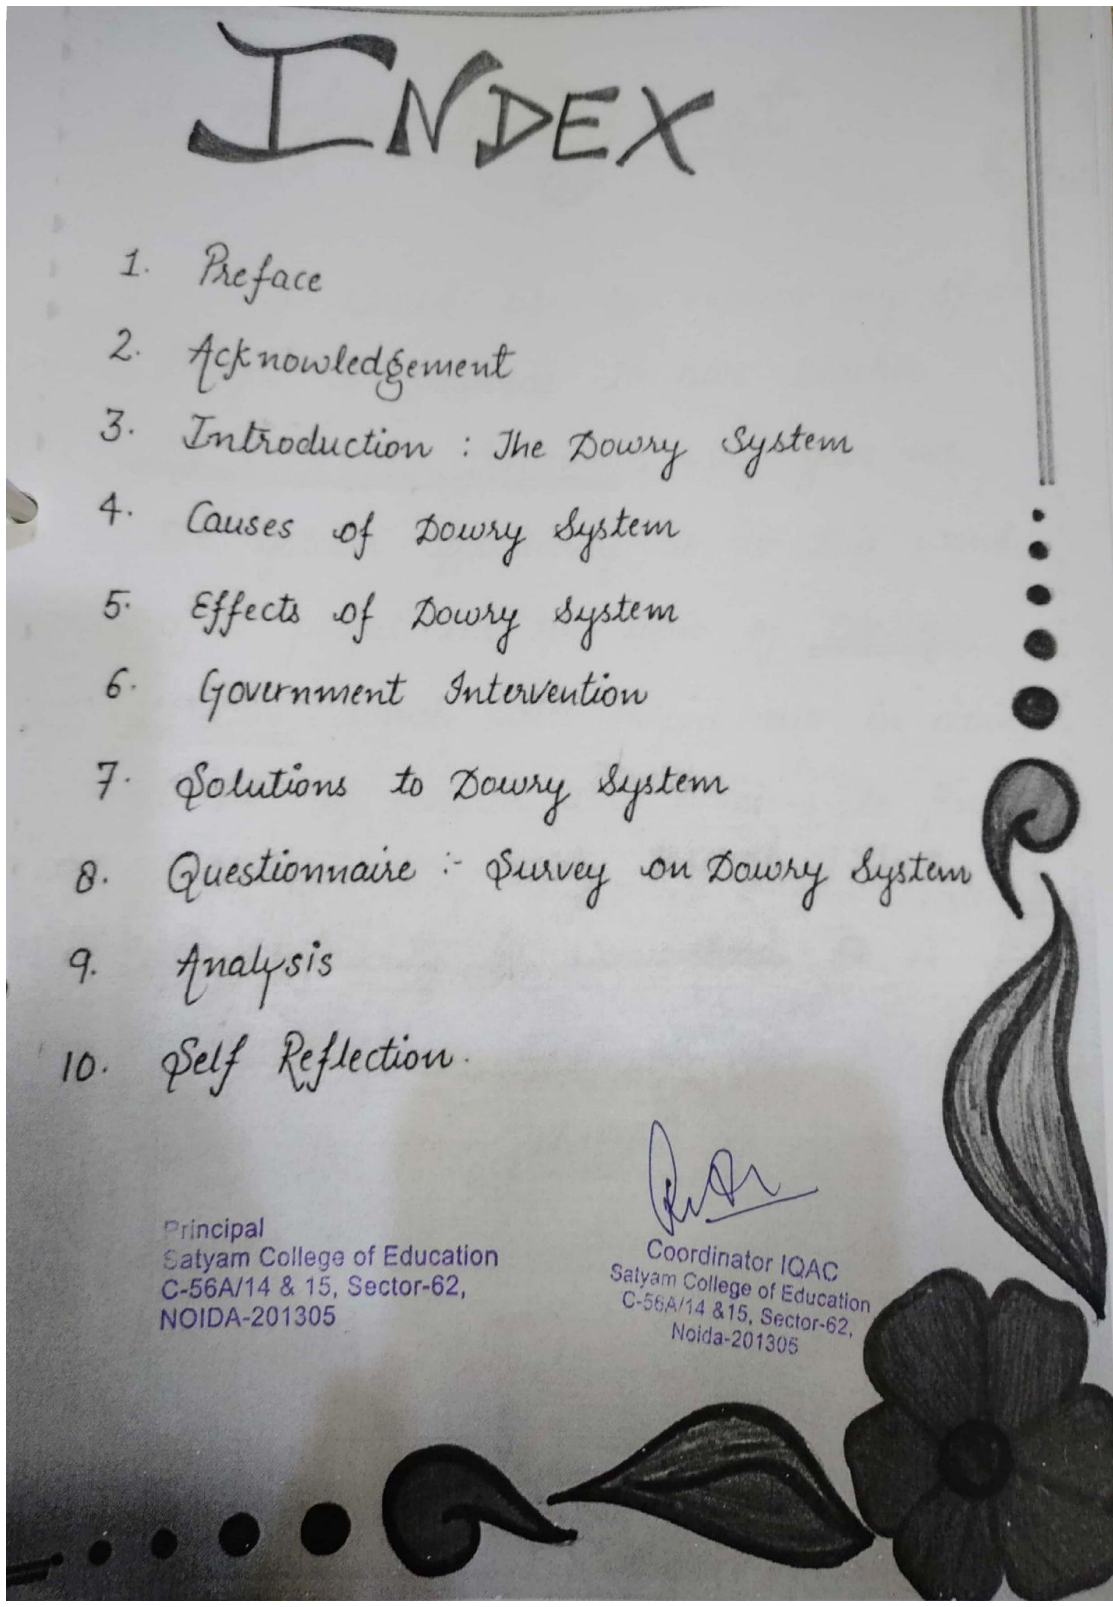 INDEX
1. Preface
2. Acknowledgement
3. Introduction : The Dowry System
4. Causes of Dowry System
5. Effects of Dowry System
6. Government Intervention
7. Solutions to Dowry System
8. Questionnaire :- Survey on Dowry System
9. Analysis
10. Self Reflection.
Principal
Satyam College of Education
C-56A/14 & 15, Sector-62,
NOIDA-201305
Coordinator IQAC
Satyam College of Education
C-56A/14 &15, Sector-62,
Noida-201305